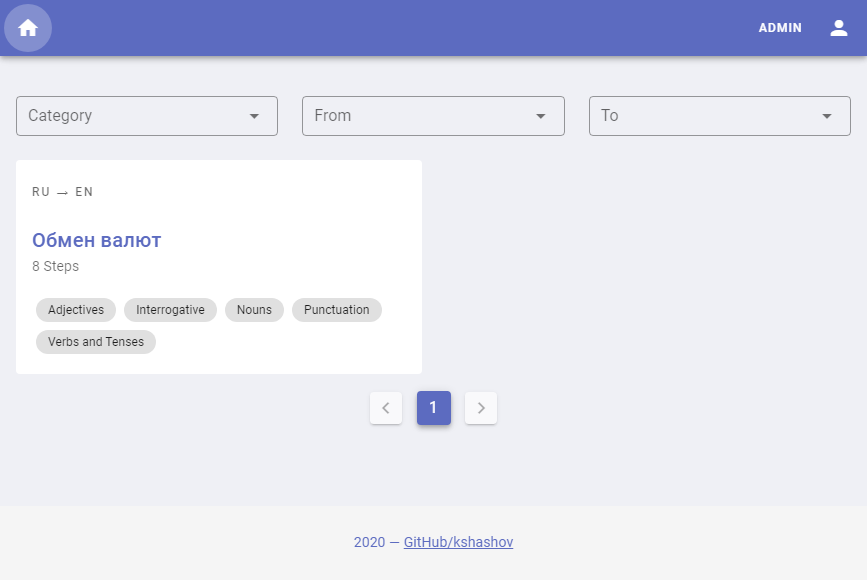 ADMIN
Category From To
RU → EN
Обмен валют
8 Steps
Adjectives Interrogative Nouns Punctuation
Verbs and Tenses
1
2020 — GitHub/kshashov